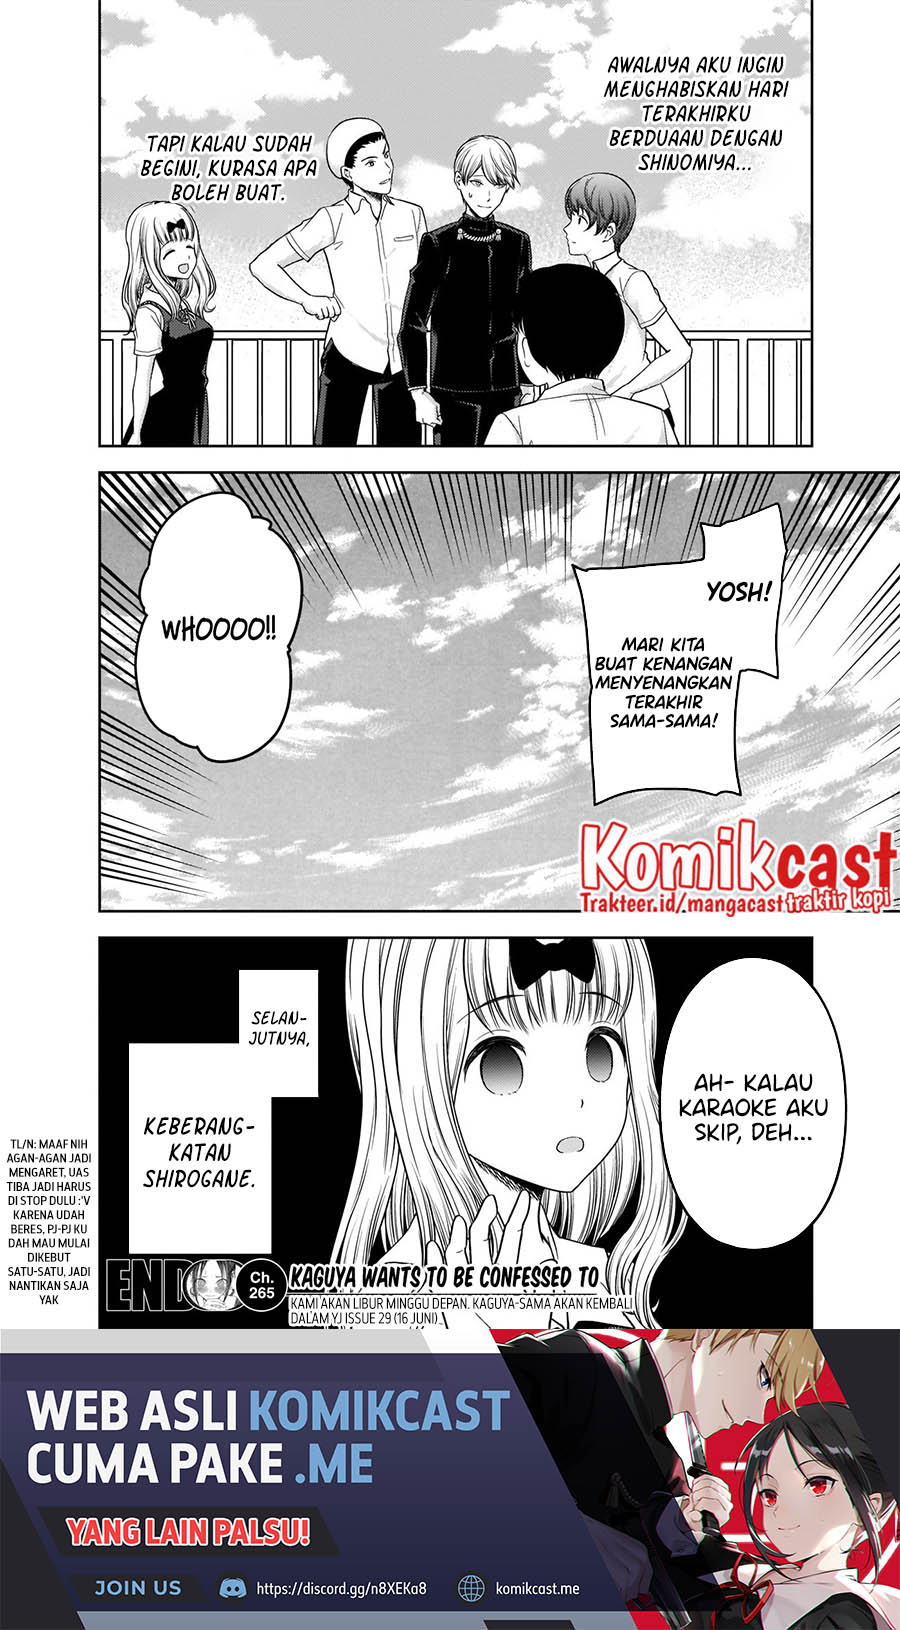 AWALNYA AKU INGIN
MENGHABISKAN HARI
TERAKHIRKU
BERDUAAN DENGAN
SHINOMIYA...
TAPI KALAU SUDAH
BEGINI, KURASA APA
BOLEH BUAT.
YOSH!
MARI KITA
BUAT KENANGAN
MENYENANGKAN
TERAKHIR
SAMA-SAMA!
WHOOOO!!
Komikcast
Trakteer.id/mangacast traktir kopi
AH- KALAU
KARAOKE AKU
SKIP, DEH...
SELAN-
JUTNYA,
KEBERANG-
KATAN
SHIROGANE.
TL/N: MAAF NIH
AGAN-AGAN JADI
MENGARET, UAS
TIBA JADI HARUS
DI STOP DULU :'V
KARENA UDAH
BERES, PJ-PJ KU
DAH MAU MULAI
DIKEBUT
SATU-SATU, JADI
NANTIKAN SAJA
YAK
END
Ch.
265
KAGUYA WANTS TO BE CONFESSED TO
KAMI AKAN LIBUR MINGGU DEPAN. KAGUYA-SAMA AKAN KEMBALI
DALAM YJ ISSUE 29 (16 JUNI)..
WEB ASLI KOMIKCAST
CUMA PAKE .ME
YANG LAIN PALSU!
JOIN US
https://discord.gg/n8XEKa8
komikcast.me